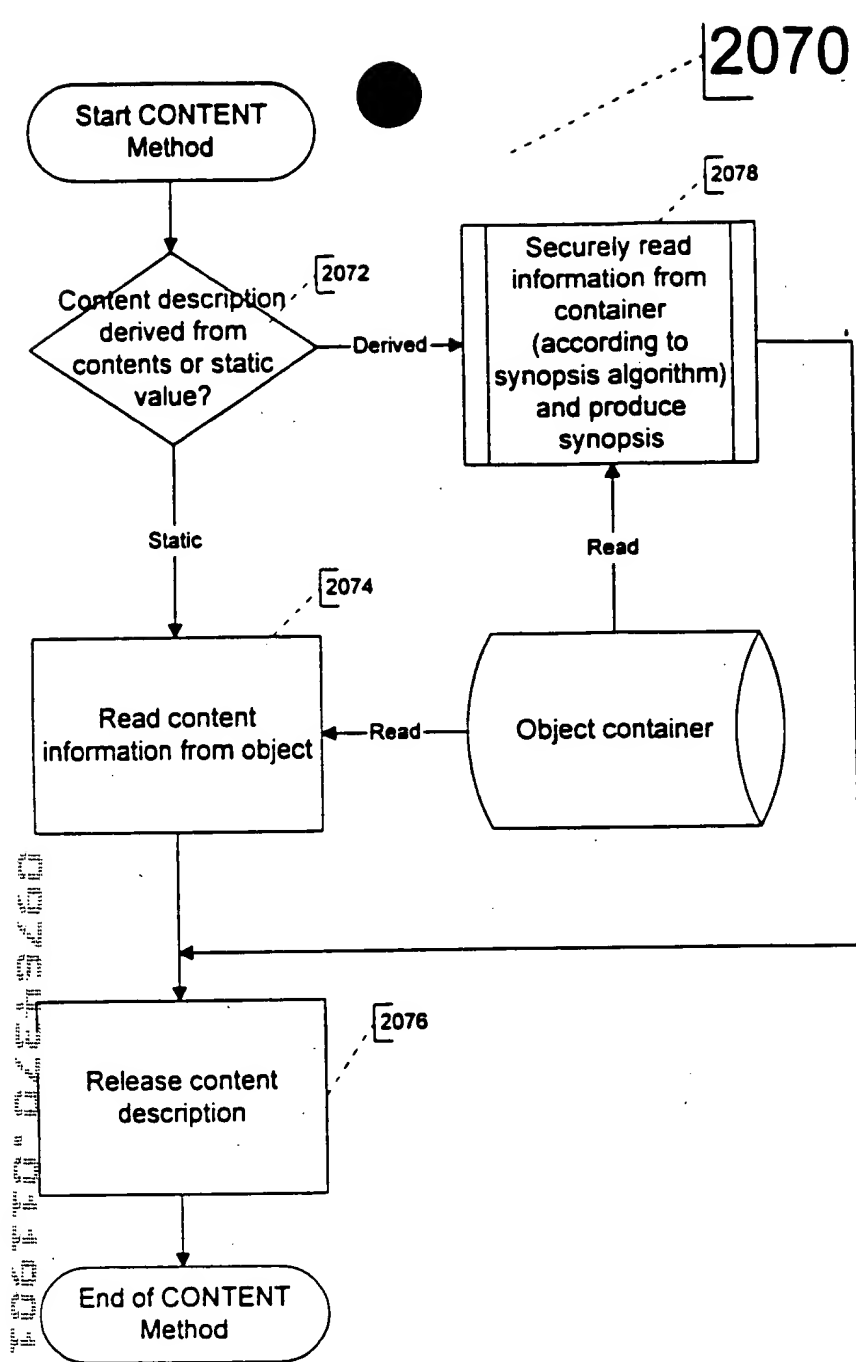 2070
Start CONTENT
Method
2078
Securely read
information from
container
(according to
synopsis algorithm)
and produce
synopsis
2072
Content description
derived from
contents or static
value?
Derived
Static
Read
2074
Read content
information from object
Read
Object container
2076
Release content
description
End of CONTENT
Method